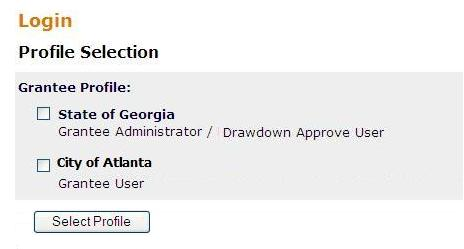 Login
Profile Selection
Grantee Profile:
State of Georgia
Grantee Administrator / Drawdown Approve User
City of Atlanta
Grantee User
Select Profile